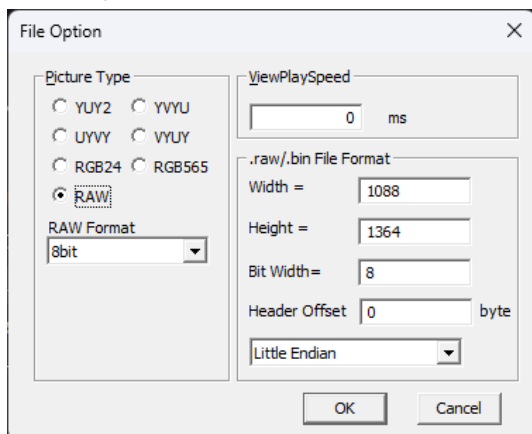 File Option
Picture Type
YUY2 YVYU
UYVY VYUY
RGB24 RGB565
RAW
RAW Format
8bit
ViewPlaySpeed
0 ms
.raw/.bin File Format
Width = 1088
Height = 1364
Bit Width= 8
Header Offset 0 byte
Little Endian
OK Cancel